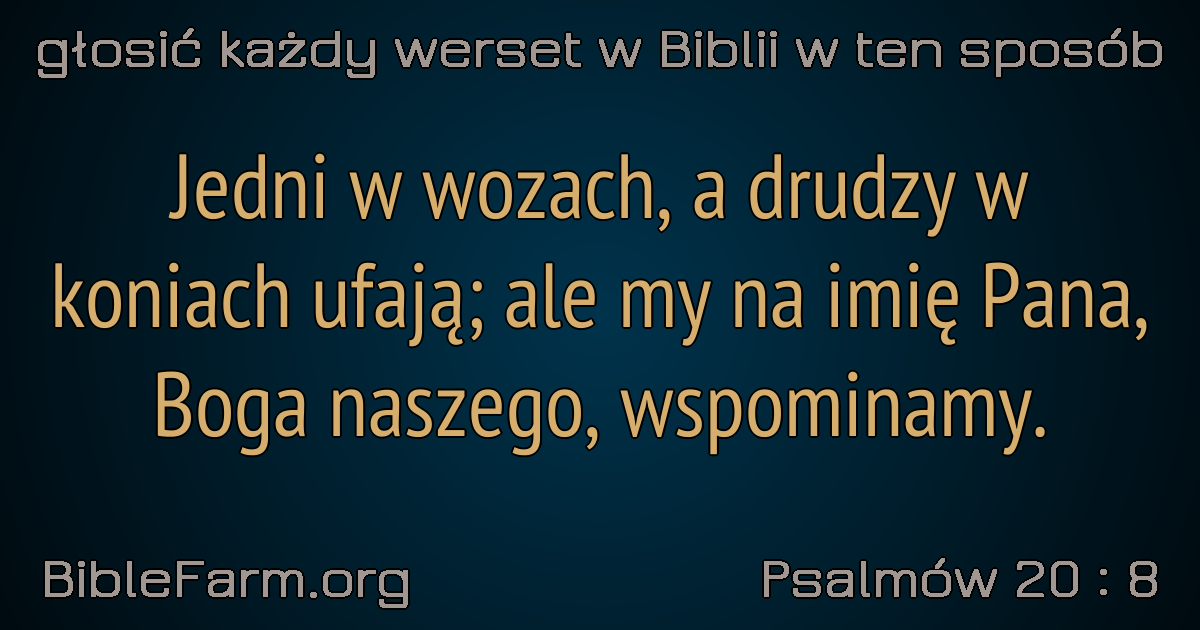 głosić każdy werset w Biblii w ten sposób
Jedni w wozach, a drudzy w
koniach ufają; ale my na imię Pana,
Boga naszego, wspominamy.
BibleFarm.org
Psalmów 20 : 8